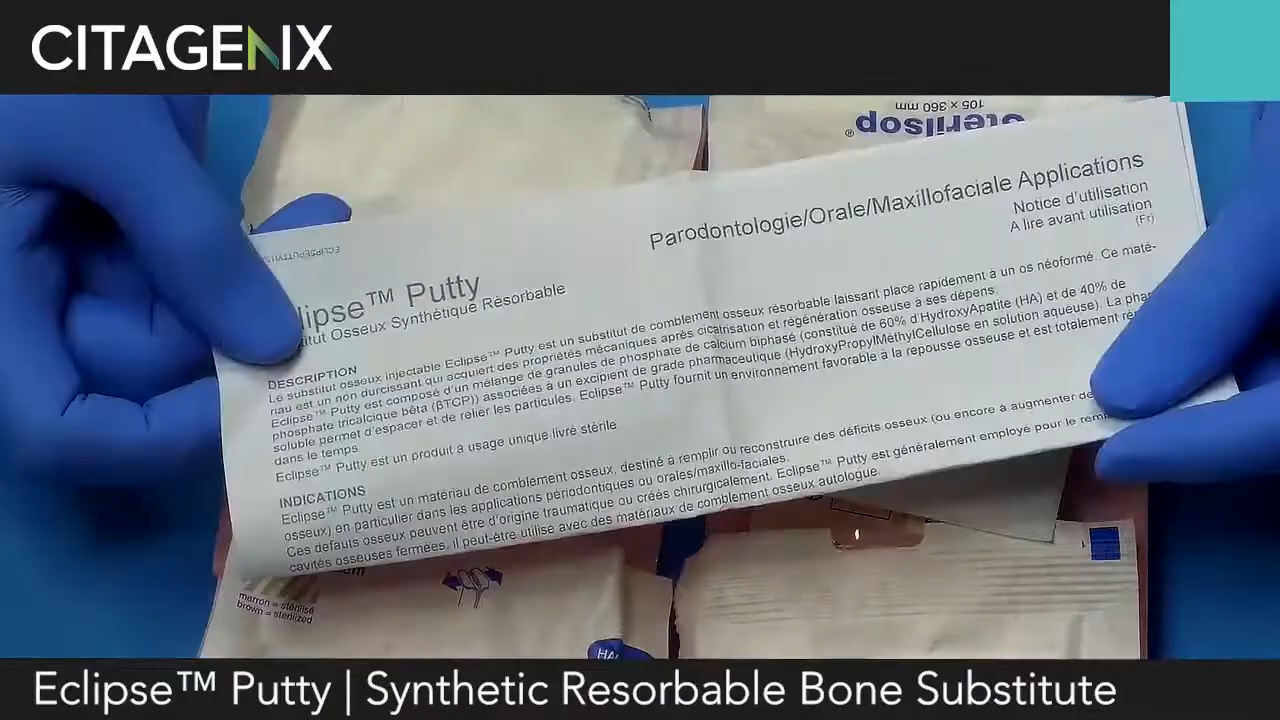 CITAGENIX
105 x 360 mm
Sterilsop®
Parodontologie/Orale/Maxillofaciale Applications
Notice d'utilisation
A lire avant utilisation
(Fr)
Putty
Osseux Synthétique Résorbable
DESCRIPTION
Le substitut osseux injectable Eclipse™ Putty est un substitut de comblement osseux résorbable laissant place rapidement à un os néoformé. Ce maté-
riau est un non durcissant qui acquiert des propriétés mécaniques après cicatrisation et régénération osseuse à ses dépens.
Eclipse™ Putty est composé d'un mélange de granules de phosphate de calcium biphasé (constitué de 60% d'HydroxyApatite (HA) et de 40% de
phosphate tricalcique bêta (βTCP)) associées à un excipient de grade pharmaceutique (HydroxyPropylMéthylCellulose en solution aqueuse). La
soluble permet d'espacer et de relier les particules. Eclipse™ Putty fournit un environnement favorable à la repousse osseuse et est totalement
dans le temps.
Eclipse™ Putty est un produit à usage unique livré stérile.
INDICATIONS
Eclipse™ Putty est un matériau de comblement osseux, destiné à remplir ou reconstruire des déficits osseux (ou encore à augmenter
osseux) en particulier dans les applications périodontiques ou orales/maxillo-faciales.
Ces defauts osseux peuvent être d'origine traumatique ou créés chirurgicalement. Eclipse™ Putty est généralement employé pour le
cavités osseuses fermées. Il peut-être utilise avec des matériaux de comblement osseux autologue.
marron = stérilisé
brown = sterilized
Eclipse™ Putty | Synthetic Resorbable Bone Substitute